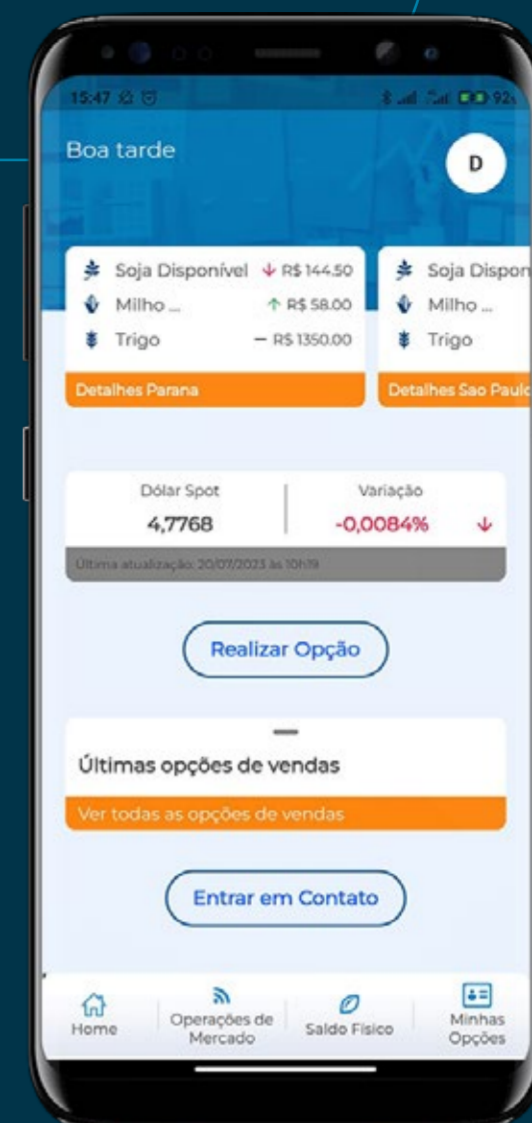 15:47
92%
Boa tarde
D
Soja Disponível R$ 144.50
Milho ... R$ 58.00
Trigo — R$ 1350.00
Detalhes Parana
Soja Dispon
Milho ...
Trigo
Detalhes Sao Paulo
Dólar Spot
4,7768
Variação
-0,0084%
Última atualização: 20/07/2023 às 10h19
Realizar Opção
Últimas opções de vendas
Ver todas as opções de vendas
Entrar em Contato
Home
Operações de
Mercado
Saldo Físico
Minhas
Opções